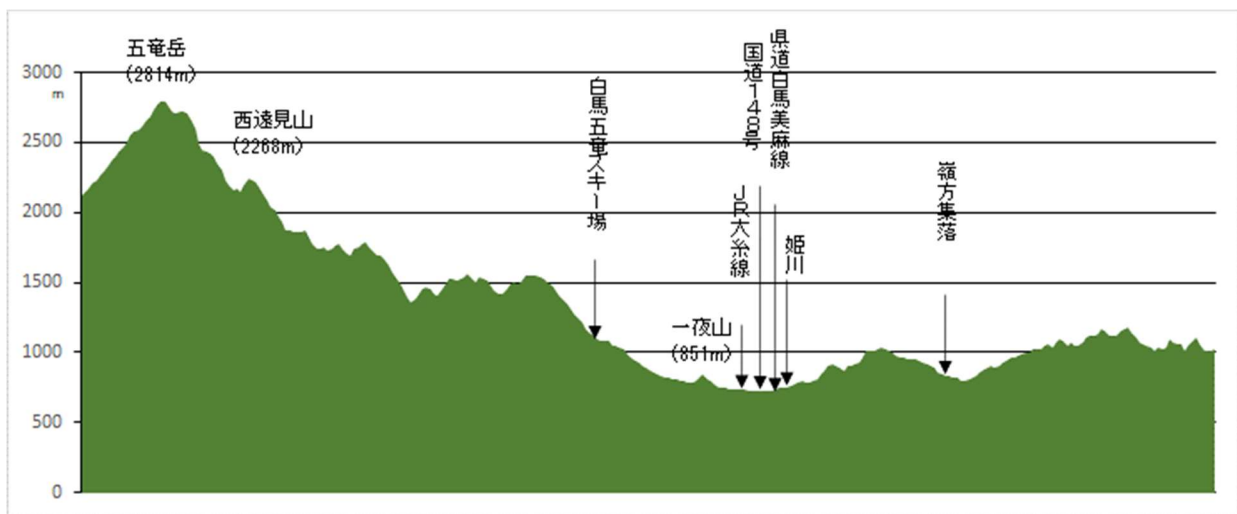 五竜岳
(2814m)
西遠見山
(2268m)
白馬五竜スキー場
一夜山
(851m)
JR大糸線
国道148号
県道白馬美麻線
姫川
嶺方集落
3000
m
2500
2000
1500
1000
500
0